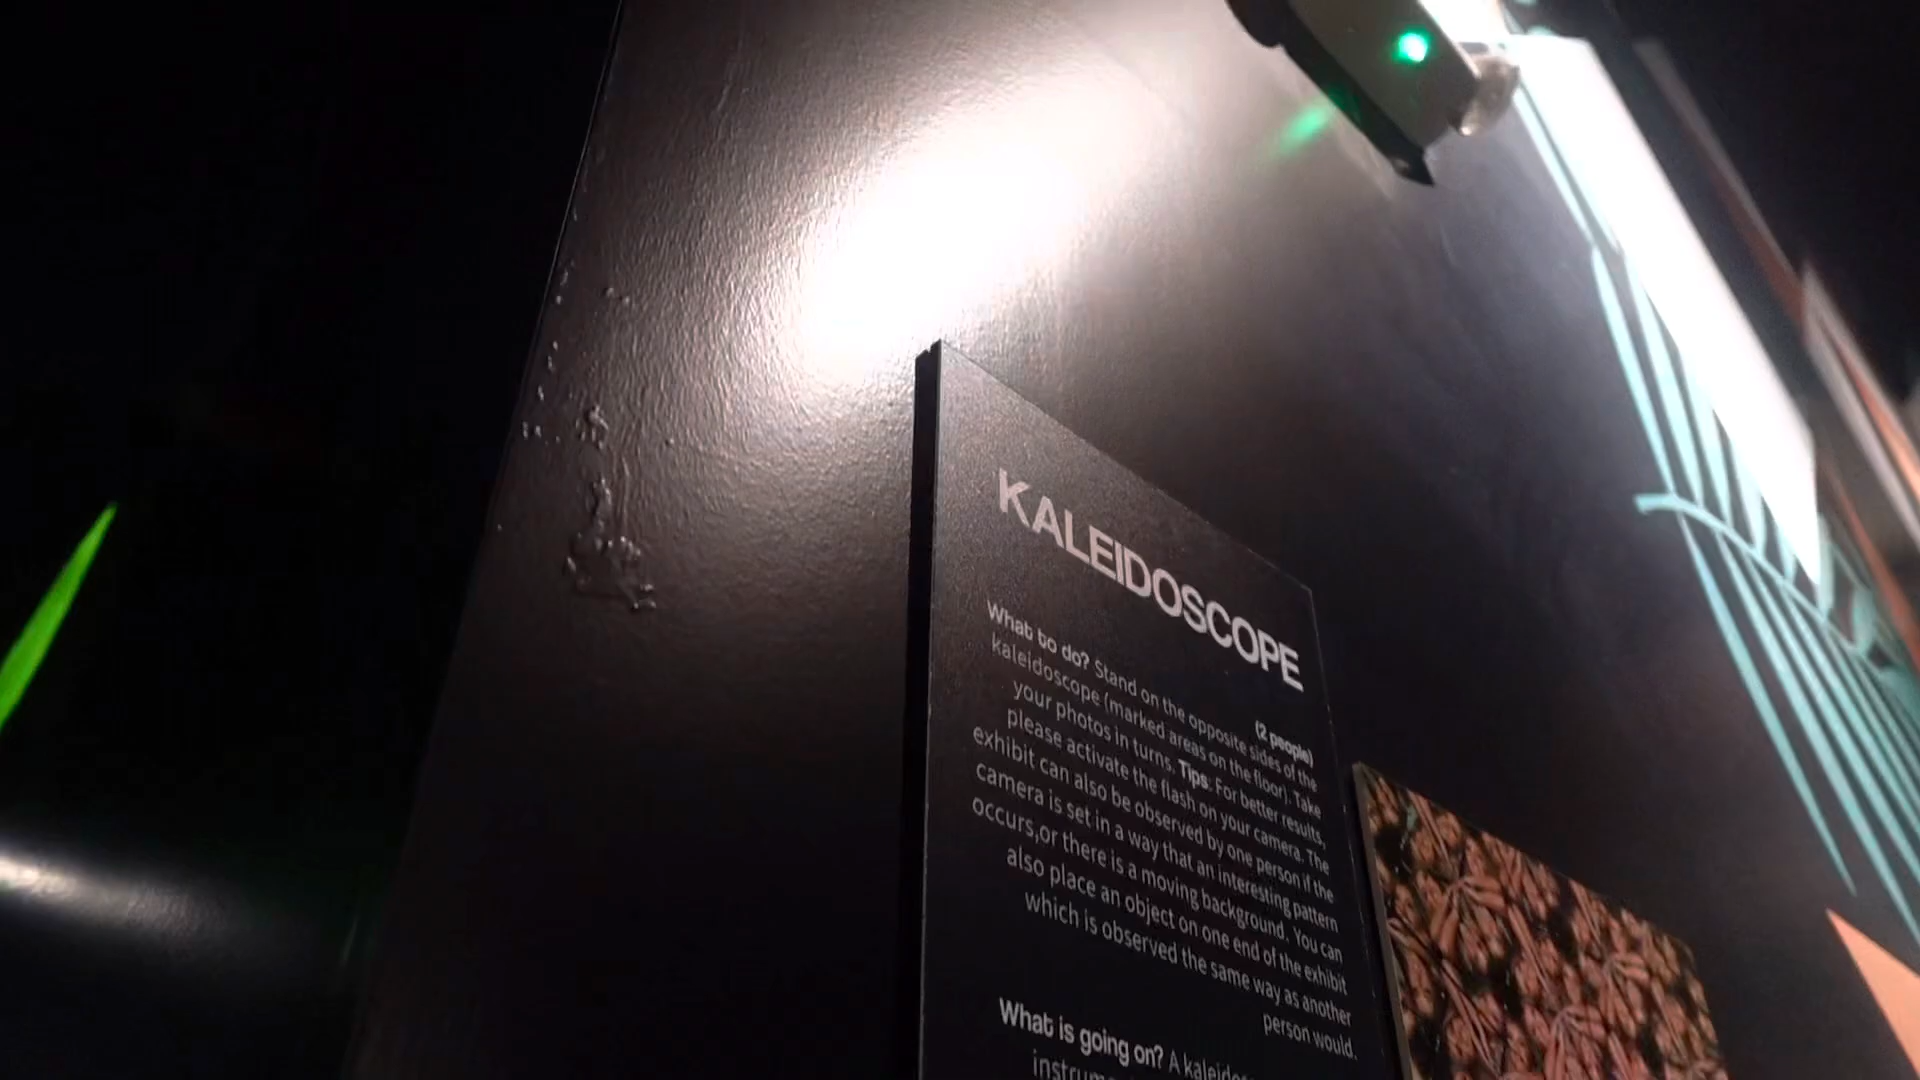 KALEIDOSCOPE
(2 people)
What to do? Stand on the opposite sides of the
kaleidoscope (marked areas on the floor). Take
your photos in turns. Tips: For better results,
please activate the flash on your camera. The
exhibit can also be observed by one person if the
camera is set in a way that an interesting pattern
occurs,or there is a moving background. You can
also place an object on one end of the exhibit
which is observed the same way as another
person would.
What is going on? A